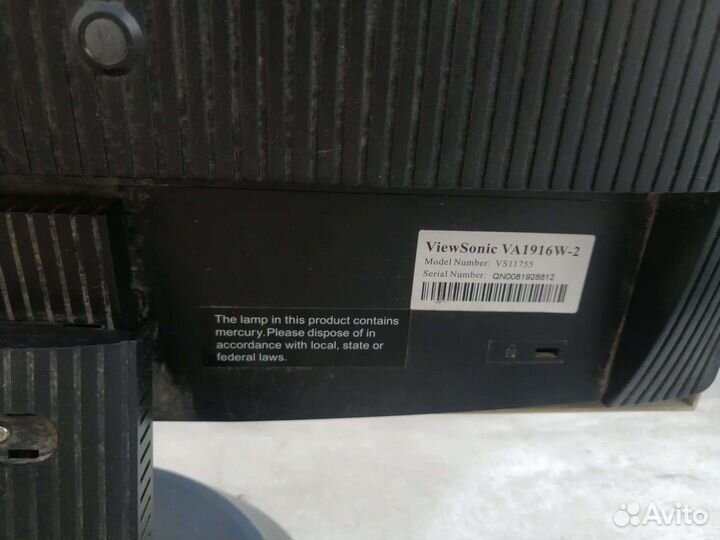 ViewSonic VA1916W-2
Model Number: VS11755
Serial Number: QN0081928812
The lamp in this product contains
mercury.Please dispose of in
accordance with local, state or
federal laws.
Avito